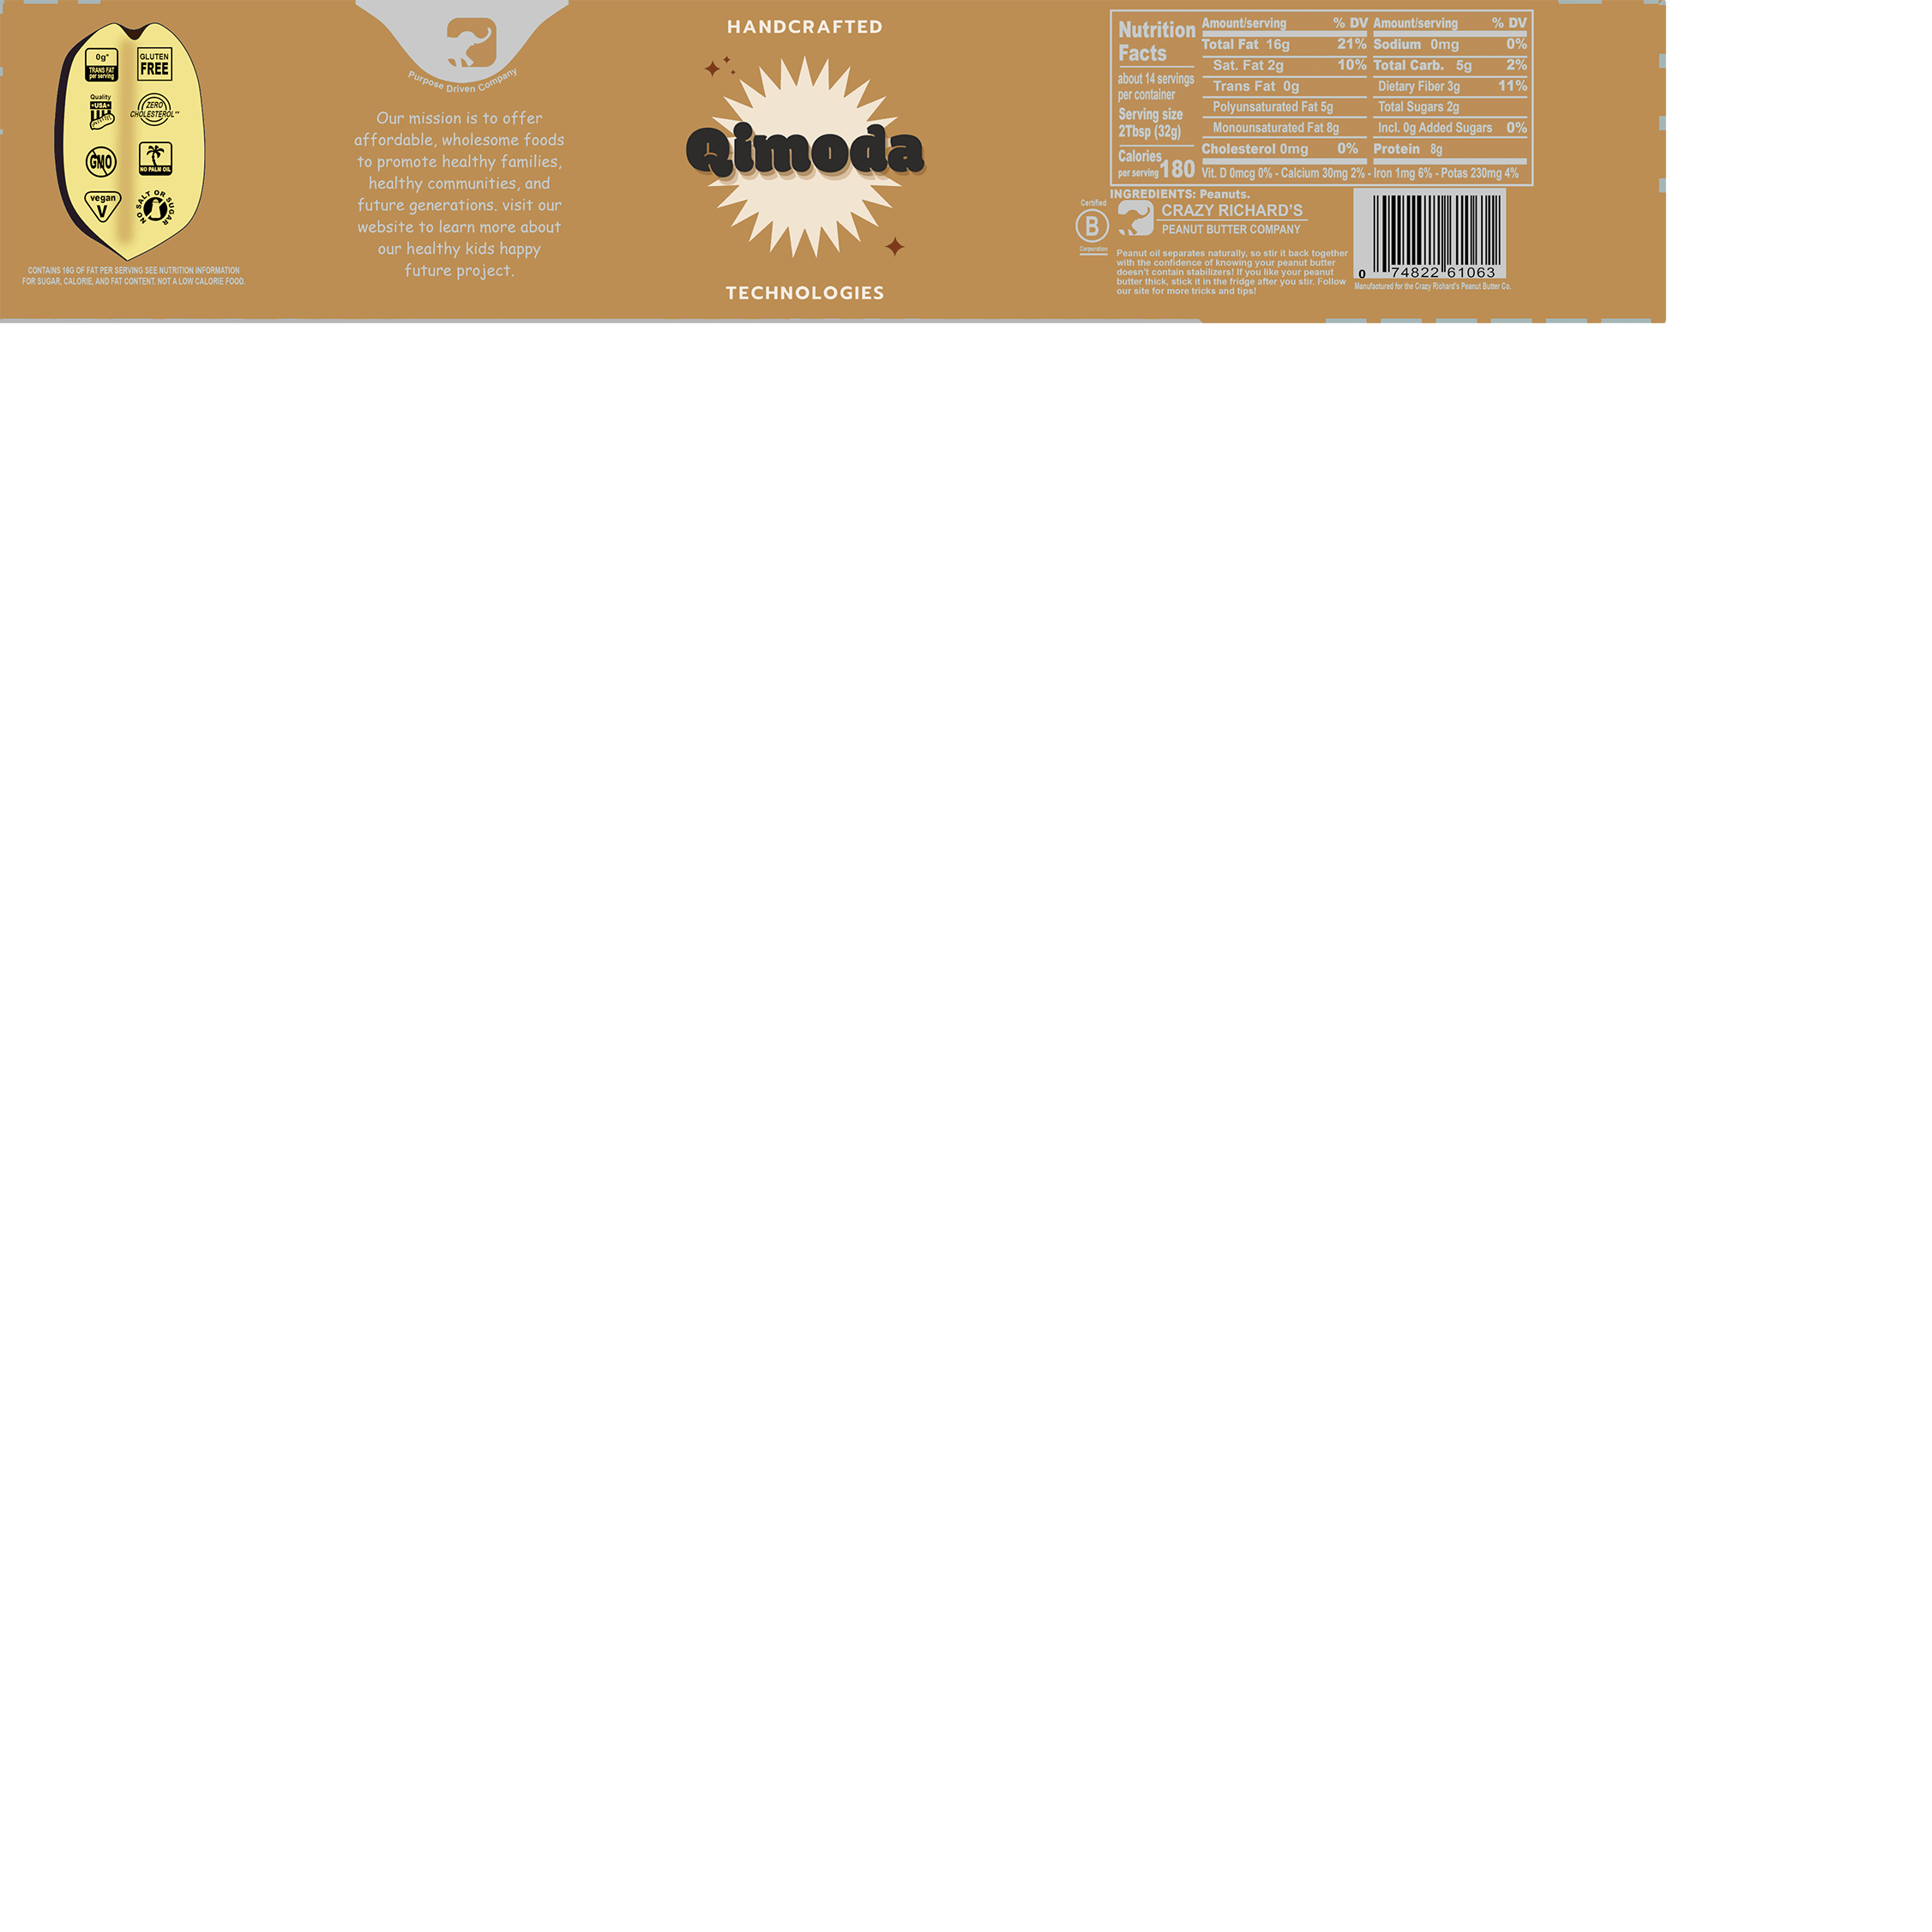 0g*
TRANS FAT
per serving
GLUTEN
FREE
Quality
USA
ZERO
CHOLESTEROL**
GMO
NO PALM OIL
vegan
V
NO SALT OR SUGAR
CONTAINS 16G OF FAT PER SERVING SEE NUTRITION INFORMATION
FOR SUGAR, CALORIE, AND FAT CONTENT. NOT A LOW CALORIE FOOD.
Purpose Driven Company
Our mission is to offer
affordable, wholesome foods
to promote healthy families,
healthy communities, and
future generations. visit our
website to learn more about
our healthy kids happy
future project.
HANDCRAFTED
Qimoda
TECHNOLOGIES
Nutrition
Facts
about 14 servings
per container
Serving size
2Tbsp (32g)
Calories
per serving 180
Amount/serving % DV
Total Fat 16g 21%
Sat. Fat 2g 10%
Trans Fat 0g
Polyunsaturated Fat 5g
Monounsaturated Fat 8g
Cholesterol 0mg 0%
Amount/serving % DV
Sodium 0mg 0%
Total Carb. 5g 2%
Dietary Fiber 3g 11%
Total Sugars 2g
Incl. 0g Added Sugars 0%
Protein 8g
Vit. D 0mcg 0% - Calcium 30mg 2% - Iron 1mg 6% - Potas 230mg 4%
INGREDIENTS: Peanuts.
Certified
B
Corporation
CRAZY RICHARD'S
PEANUT BUTTER COMPANY
Peanut oil separates naturally, so stir it back together
with the confidence of knowing your peanut butter
doesn't contain stabilizers! If you like your peanut
butter thick, stick it in the fridge after you stir. Follow
our site for more tricks and tips!
0 74822 61063
Manufactured for the Crazy Richard's Peanut Butter Co.